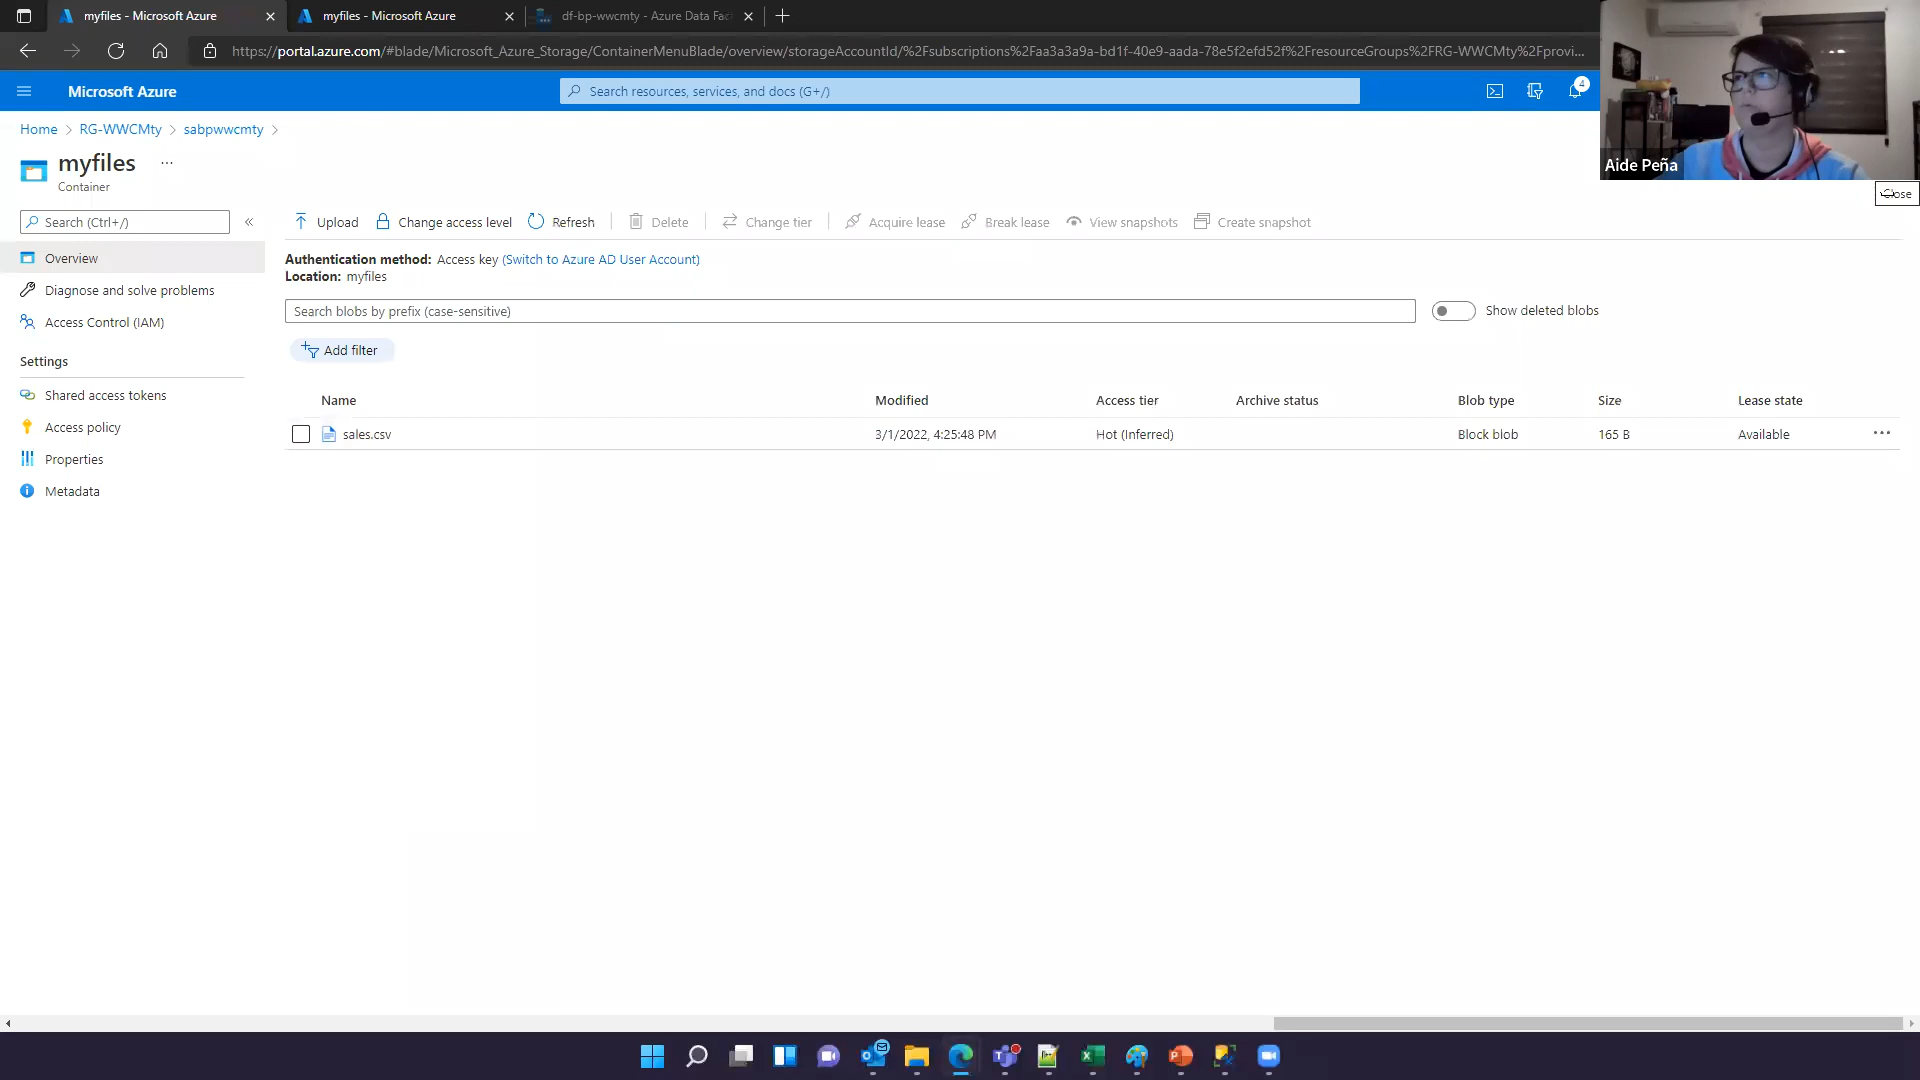 myfiles - Microsoft Azure
myfiles - Microsoft Azure
df-bp-wwcmty - Azure Data Fac
https://portal.azure.com/#blade/Microsoft_Azure_Storage/ContainerMenuBlade/overview/storageAccountId/%2Fsubscriptions%2Faa3a3a9a-bd1f-40e9-aada-78e5f2efd52f%2FresourceGroups%2FRG-WWCMty%2Fprovi...
Microsoft Azure
Search resources, services, and docs (G+/)
4
Home > RG-WWCMty > sabpwwcmty >
myfiles ...
Container
Aide Peña
Close
Search (Ctrl+/)
«
Upload
Change access level
Refresh
Delete
Change tier
Acquire lease
Break lease
View snapshots
Create snapshot
Overview
Diagnose and solve problems
Access Control (IAM)
Settings
Shared access tokens
Access policy
Properties
Metadata
Authentication method: Access key (Switch to Azure AD User Account)
Location: myfiles
Search blobs by prefix (case-sensitive)
Show deleted blobs
Add filter
Name Modified Access tier Archive status Blob type Size Lease state
sales.csv 3/1/2022, 4:25:48 PM Hot (Inferred) Block blob 165 B Available ...